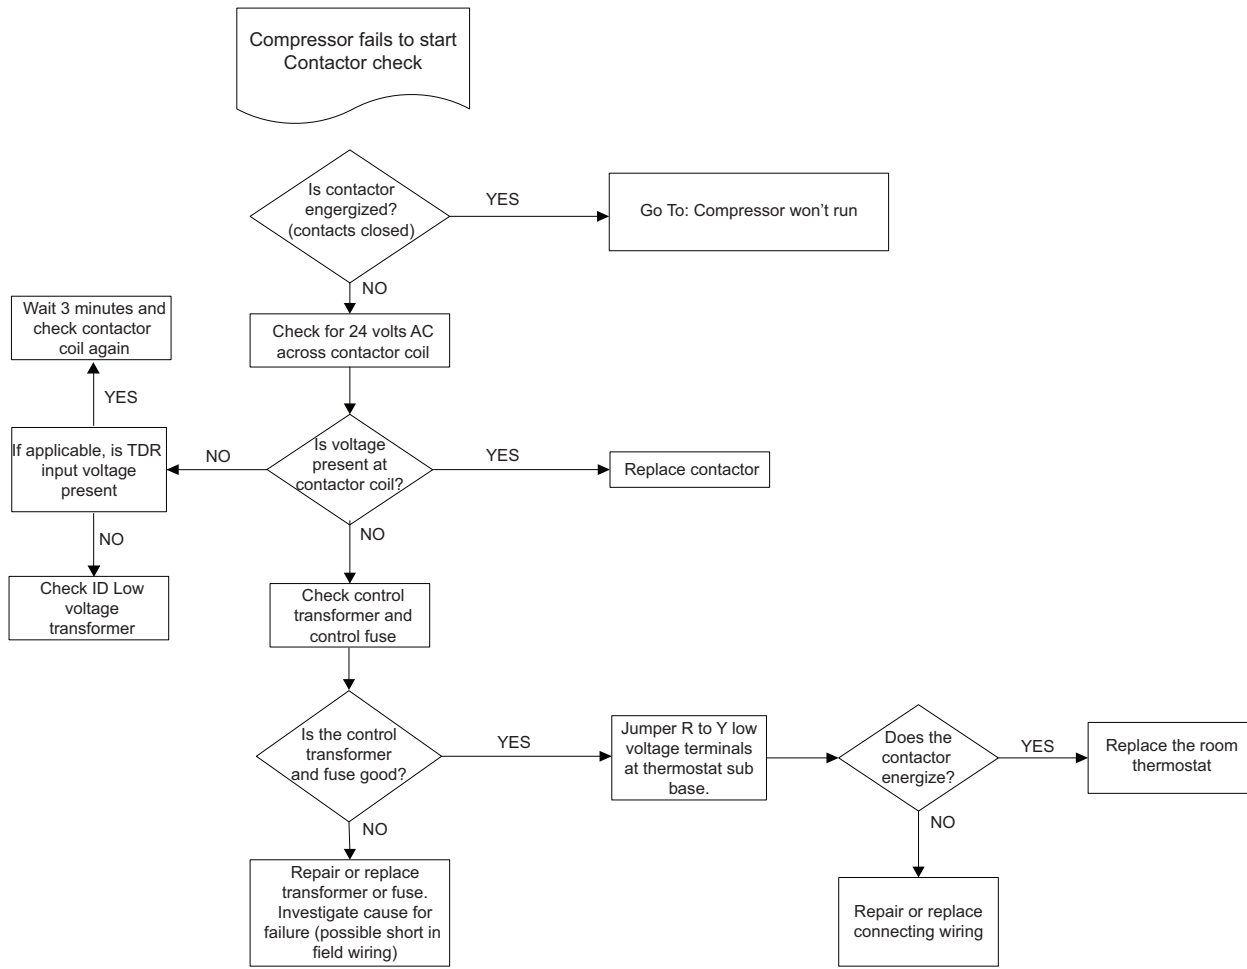 Compressor fails to start
Contactor check
Is contactor
engergized?
(contacts closed)
YES
Go To: Compressor won't run
NO
Wait 3 minutes and
check contactor
coil again
Check for 24 volts AC
across contactor coil
YES
If applicable, is TDR
input voltage
present
NO
Is voltage
present at
contactor coil?
YES
Replace contactor
NO
NO
Check ID Low
voltage
transformer
Check control
transformer and
control fuse
Is the control
transformer
and fuse good?
YES
Jumper R to Y low
voltage terminals
at thermostat sub
base.
Does the
contactor
energize?
YES
Replace the room
thermostat
NO
NO
Repair or replace
transformer or fuse.
Investigate cause for
failure (possible short in
field wiring)
Repair or replace
connecting wiring